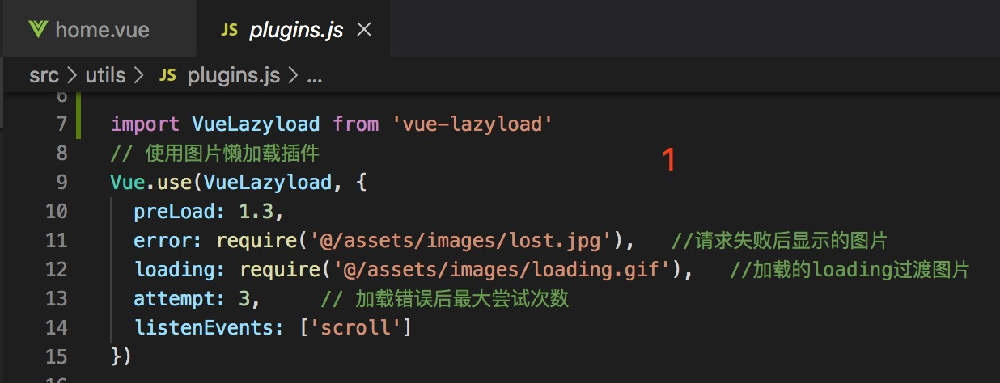 home.vue JS plugins.js
src > utils > JS plugins.js > ...
6
7 import VueLazyload from 'vue-lazyload'
8 // 使用图片懒加载插件
1
9 Vue.use(VueLazyload, {
10 preLoad: 1.3,
11 error: require('@/assets/images/lost.jpg'), //请求失败后显示的图片
12 loading: require('@/assets/images/loading.gif'), //加载的loading过渡图片
13 attempt: 3, // 加载错误后最大尝试次数
14 listenEvents: ['scroll']
15 })
16